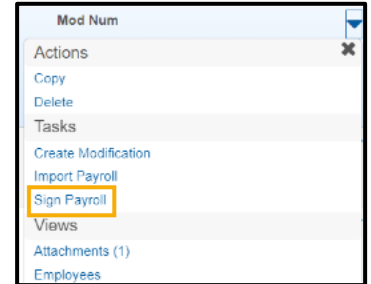 Mod Num
Actions
Copy
Delete
Tasks
Create Modification
Import Payroll
Sign Payroll
Views
Attachments (1)
Employees